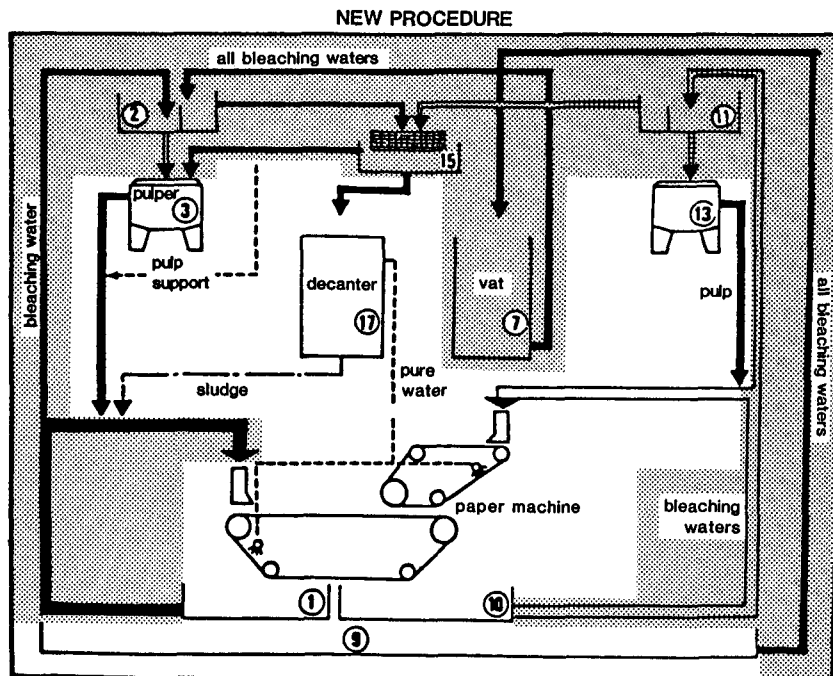 NEW PROCEDURE
all bleaching waters
2
11
15
pulper
3
13
bleaching water
pulp
support
decanter
vat
pulp
all bleaching waters
17
7
sludge
pure
water
paper machine
bleaching
waters
1
10
9